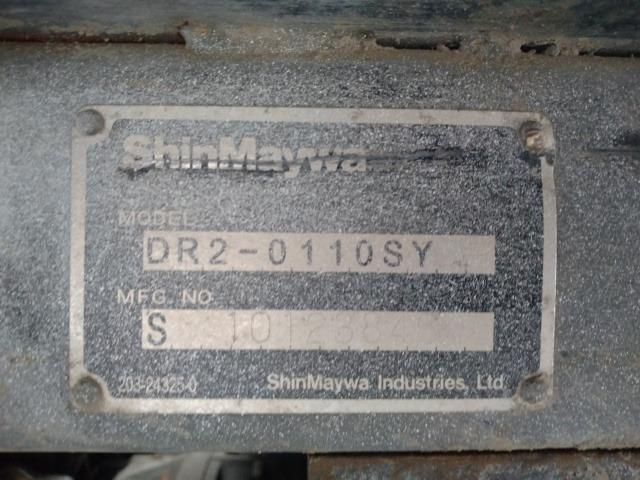 ShinMaywa
MODEL
DR2-0110SY
MFG. NO
S
203-24325-0
ShinMaywa Industries, Ltd.